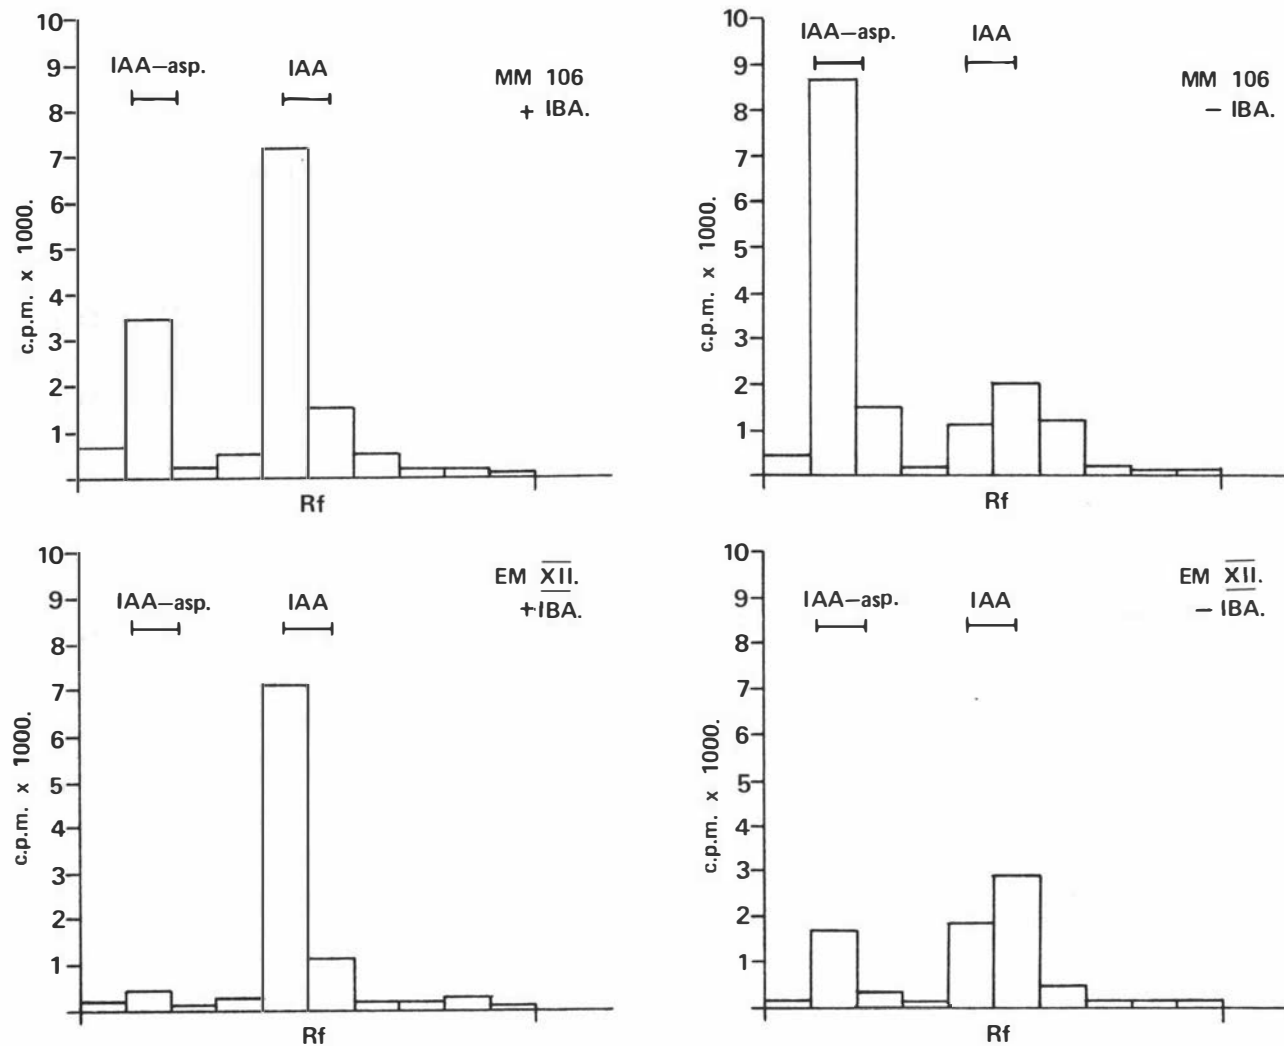 10
9
8
7
6
5
4
3
2
1
c.p.m. x 1000.
IAA–asp.
IAA
MM 106
+ IBA.
Rf
10
9
8
7
6
5
4
3
2
1
c.p.m. x 1000.
IAA–asp.
IAA
MM 106
– IBA.
10
9
8
7
6
5
4
3
2
1
c.p.m. x 1000.
IAA–asp.
IAA
EM XII.
+ IBA.
Rf
10
9
8
7
6
5
4
3
2
1
c.p.m. x 1000.
IAA–asp.
IAA
EM XII.
– IBA.
Rf